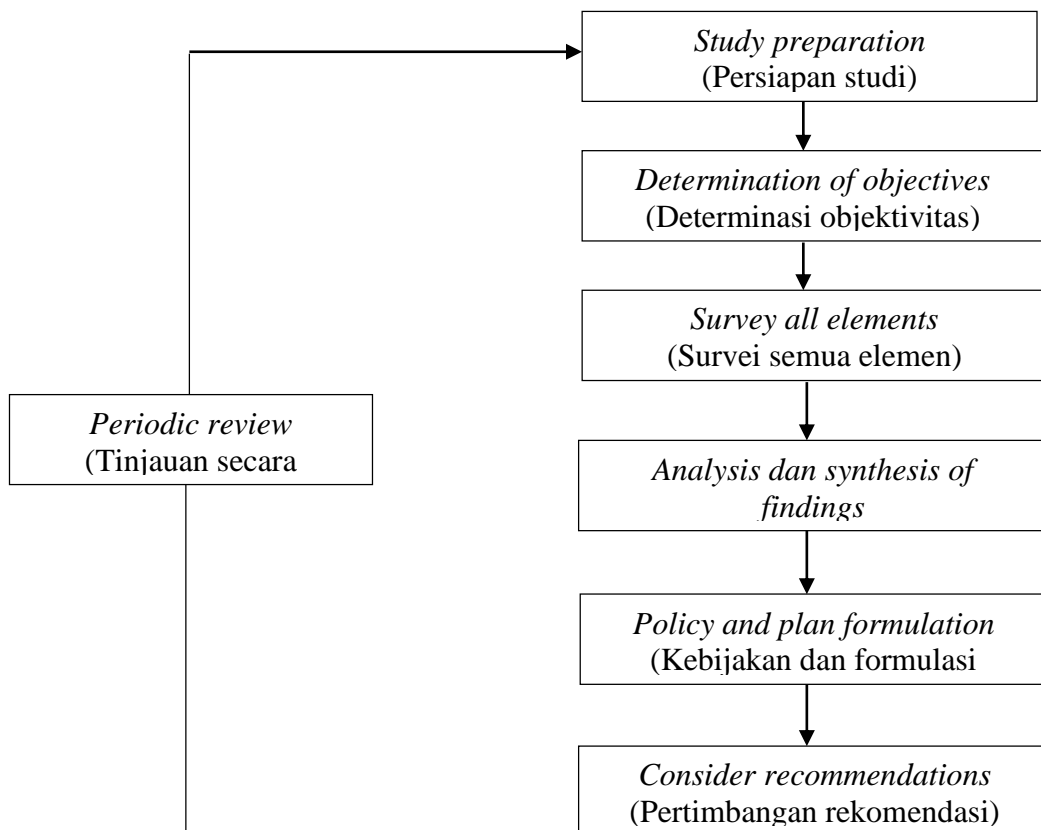 Study preparation
(Persiapan studi)
Determination of objectives
(Determinasi objektivitas)
Survey all elements
(Survei semua elemen)
Periodic review
(Tinjauan secara
Analysis dan synthesis of
findings
Policy and plan formulation
(Kebijakan dan formulasi
Consider recommendations
(Pertimbangan rekomendasi)